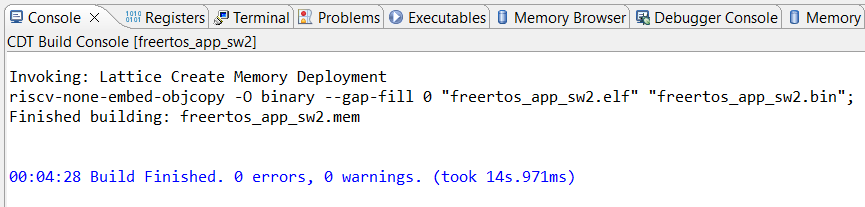 Console Registers Terminal Problems Executables Memory Browser Debugger Console Memory
CDT Build Console [freertos_app_sw2]
Invoking: Lattice Create Memory Deployment
riscv-none-embed-objcopy -O binary --gap-fill 0 "freertos_app_sw2.elf" "freertos_app_sw2.bin";
Finished building: freertos_app_sw2.mem
00:04:28 Build Finished. 0 errors, 0 warnings. (took 14s.971ms)